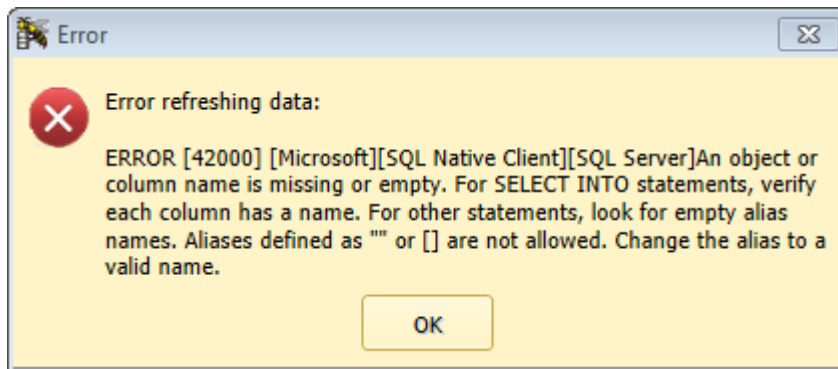 Error
Error refreshing data:
ERROR [42000] [Microsoft][SQL Native Client][SQL Server]An object or
column name is missing or empty. For SELECT INTO statements, verify
each column has a name. For other statements, look for empty alias
names. Aliases defined as "" or [] are not allowed. Change the alias to a
valid name.
OK